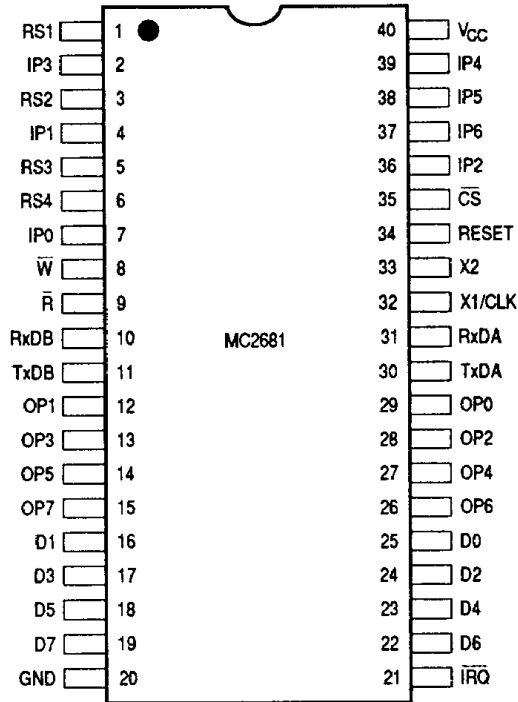 RS1 1 40 V_CC
IP3 2 39 IP4
RS2 3 38 IP5
IP1 4 37 IP6
RS3 5 36 IP2
RS4 6 35 C̅S̅
IP0 7 34 RESET
W̅ 8 33 X2
R̅ 9 32 X1/CLK
RxDB 10 MC2681 31 RxDA
TxDB 11 30 TxDA
OP1 12 29 OP0
OP3 13 28 OP2
OP5 14 27 OP4
OP7 15 26 OP6
D1 16 25 D0
D3 17 24 D2
D5 18 23 D4
D7 19 22 D6
GND 20 21 I̅R̅Q̅